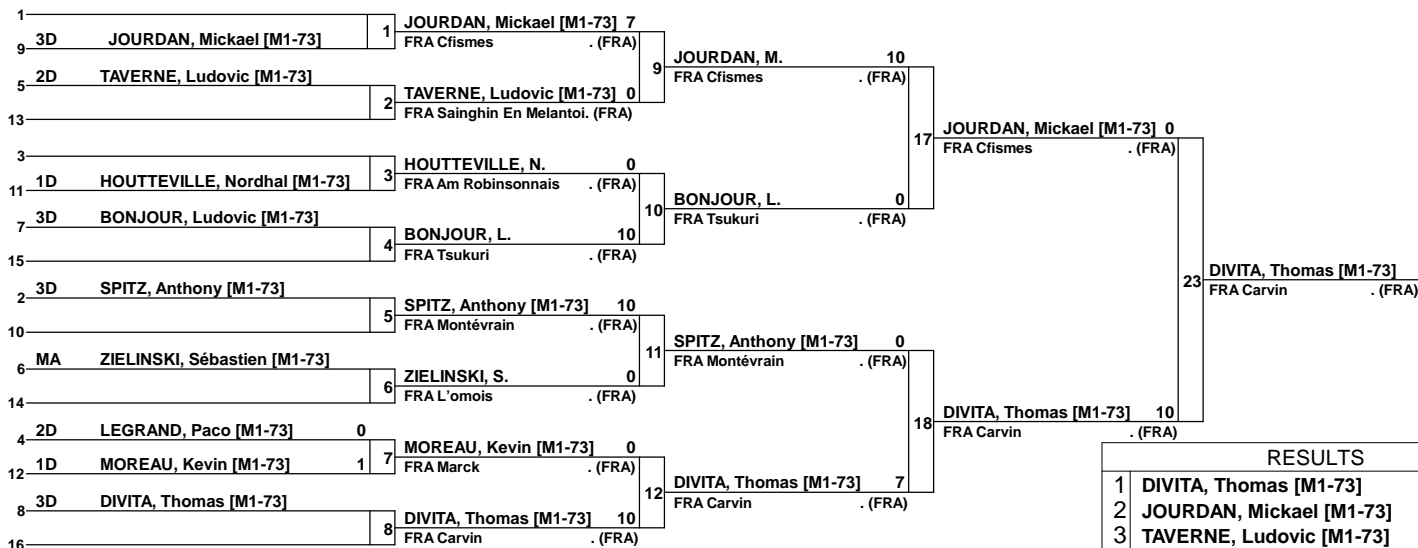 1
9 3D JOURDAN, Mickael [M1-73]
1
JOURDAN, Mickael [M1-73] 7
FRA Cfismes . (FRA)
5 2D TAVERNE, Ludovic [M1-73]
13
2
TAVERNE, Ludovic [M1-73] 0
FRA Sainghin En Melantoi. (FRA)
3
11 1D HOUTTEVILLE, Nordhal [M1-73]
3
HOUTTEVILLE, N. 0
FRA Am Robinsonnais . (FRA)
7 3D BONJOUR, Ludovic [M1-73]
15
4
BONJOUR, L. 10
FRA Tsukuri . (FRA)
2 3D SPITZ, Anthony [M1-73]
10
5
SPITZ, Anthony [M1-73] 10
FRA Montévrain . (FRA)
6 MA ZIELINSKI, Sébastien [M1-73]
14
6
ZIELINSKI, S. 0
FRA L'omois . (FRA)
4 2D LEGRAND, Paco [M1-73] 0
12 1D MOREAU, Kevin [M1-73] 1
7
MOREAU, Kevin [M1-73] 0
FRA Marck . (FRA)
8 3D DIVITA, Thomas [M1-73]
16
8
DIVITA, Thomas [M1-73] 10
FRA Carvin . (FRA)
9
JOURDAN, M. 10
FRA Cfismes . (FRA)
10
BONJOUR, L. 0
FRA Tsukuri . (FRA)
11
SPITZ, Anthony [M1-73] 0
FRA Montévrain . (FRA)
12
DIVITA, Thomas [M1-73] 7
FRA Carvin . (FRA)
17
JOURDAN, Mickael [M1-73] 0
FRA Cfismes . (FRA)
18
DIVITA, Thomas [M1-73] 10
FRA Carvin . (FRA)
23
DIVITA, Thomas [M1-73]
FRA Carvin . (FRA)
RESULTS
1 DIVITA, Thomas [M1-73]
2 JOURDAN, Mickael [M1-73]
3 TAVERNE, Ludovic [M1-73]